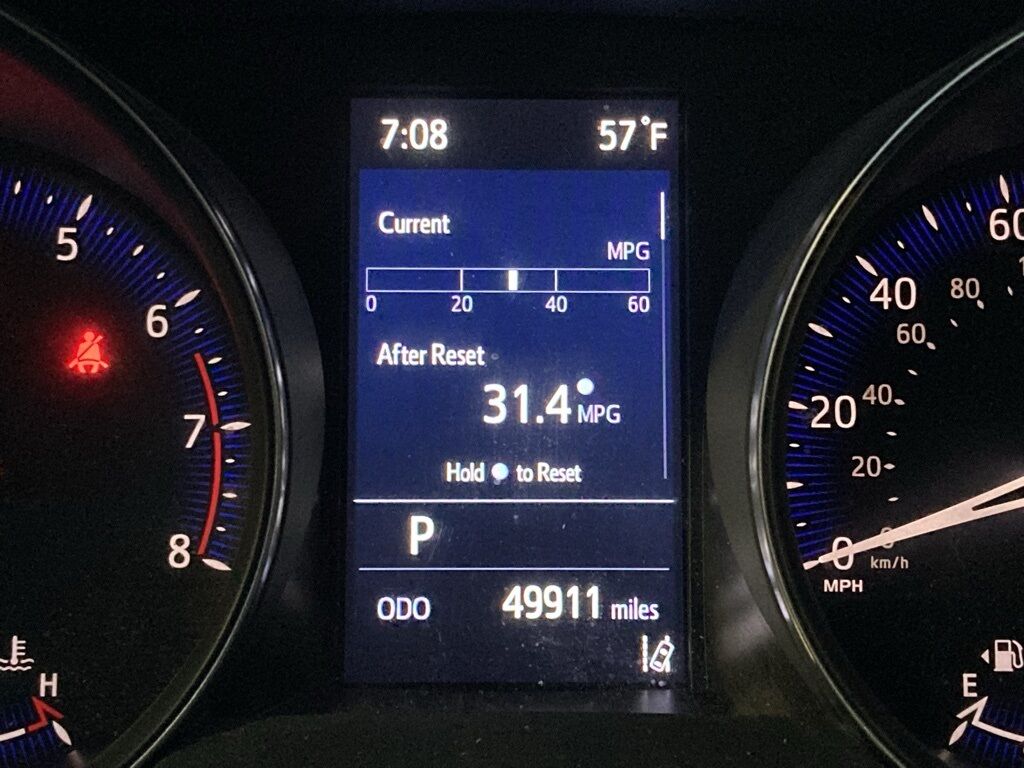 7:08 57°F
Current
MPG
0 20 40 60
After Reset
31.4 MPG
Hold to Reset
P
ODO 49911 miles
5
6
7
8
H
60
40
20
0
MPH
80
60
40
20
0
km/h
E